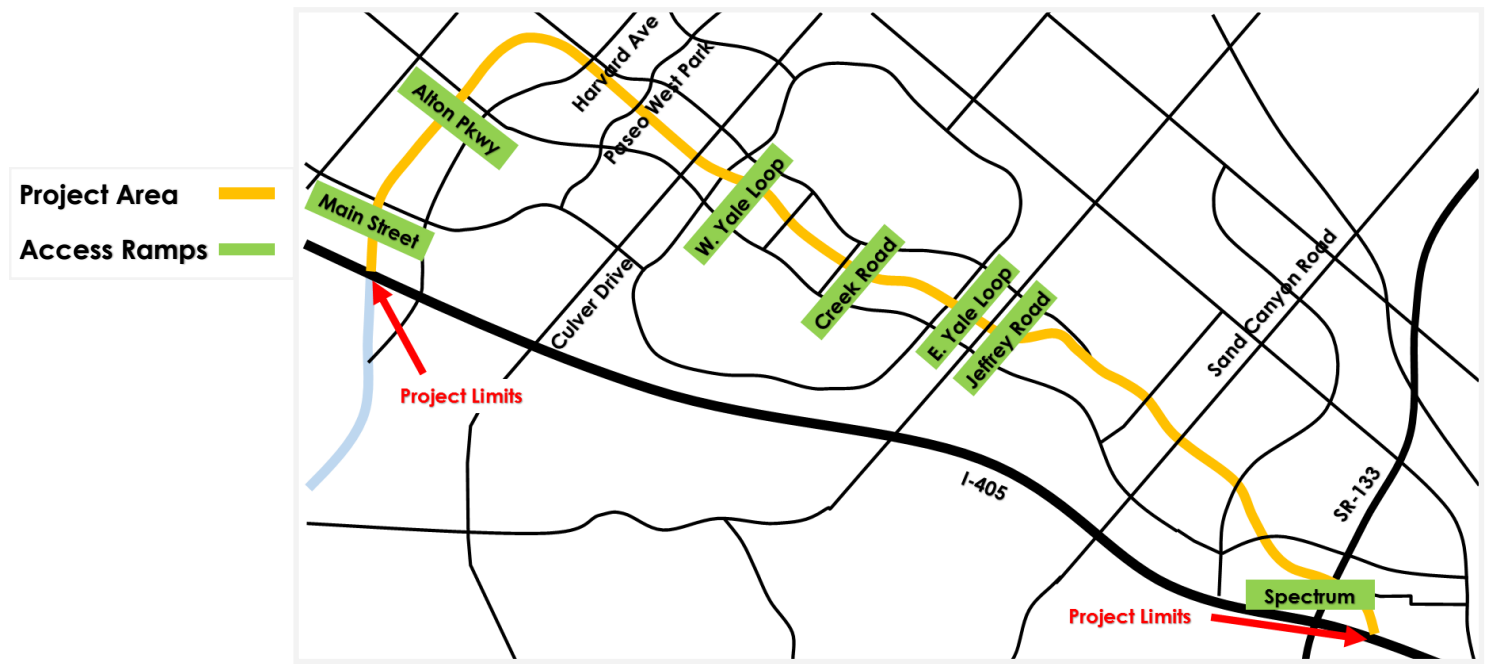 Project Area
Access Ramps
Harvard Ave
Alton Pkwy
Paseo West Park
Main Street
W. Yale Loop
Culver Drive
Creek Road
E. Yale Loop
Jeffrey Road
Sand Canyon Road
Project Limits
I-405
SR-133
Spectrum
Project Limits